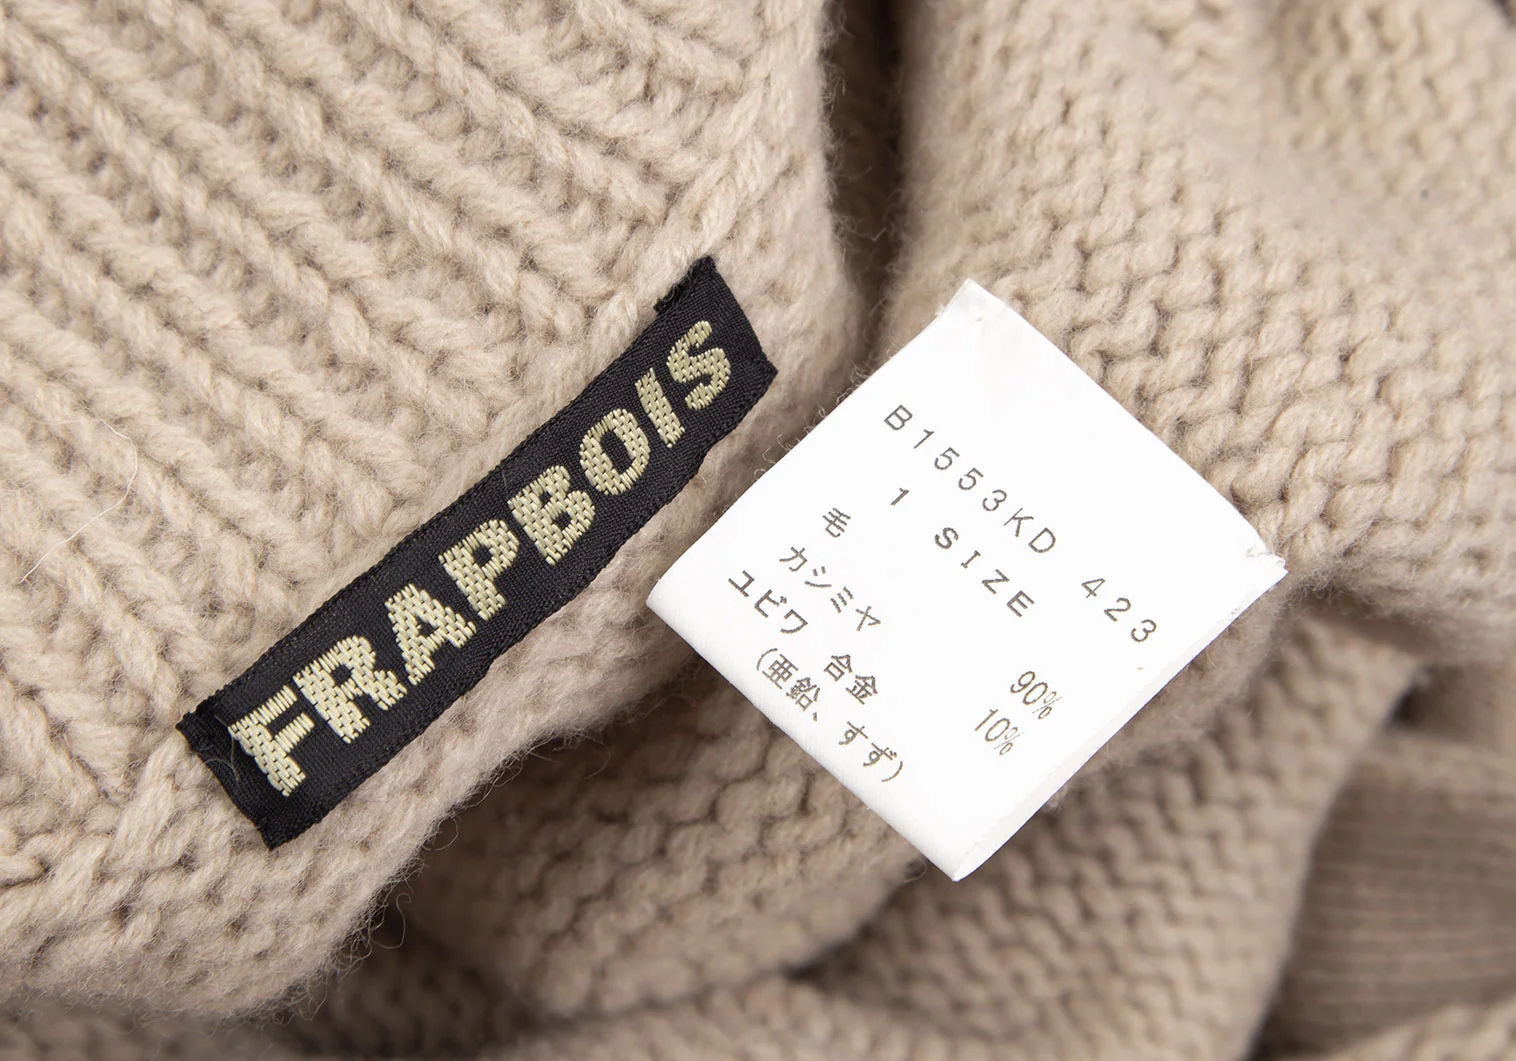 FRAPBOIS
B1553KD 423
1 SIZE
毛 90%
カシミヤ 10%
ユビワ 合金
(亜鉛、すず)